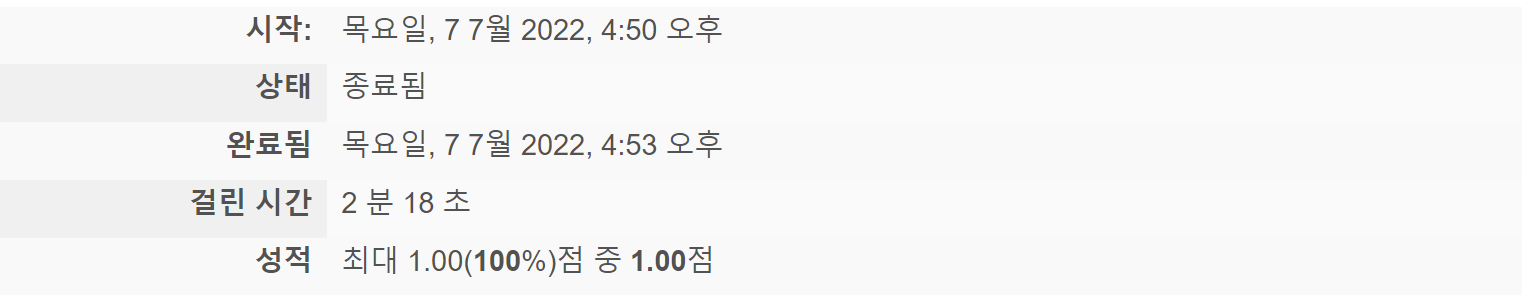 시작: 목요일, 7 7월 2022, 4:50 오후
상태 종료됨
완료됨 목요일, 7 7월 2022, 4:53 오후
걸린 시간 2 분 18 초
성적 최대 1.00(100%)점 중 1.00점